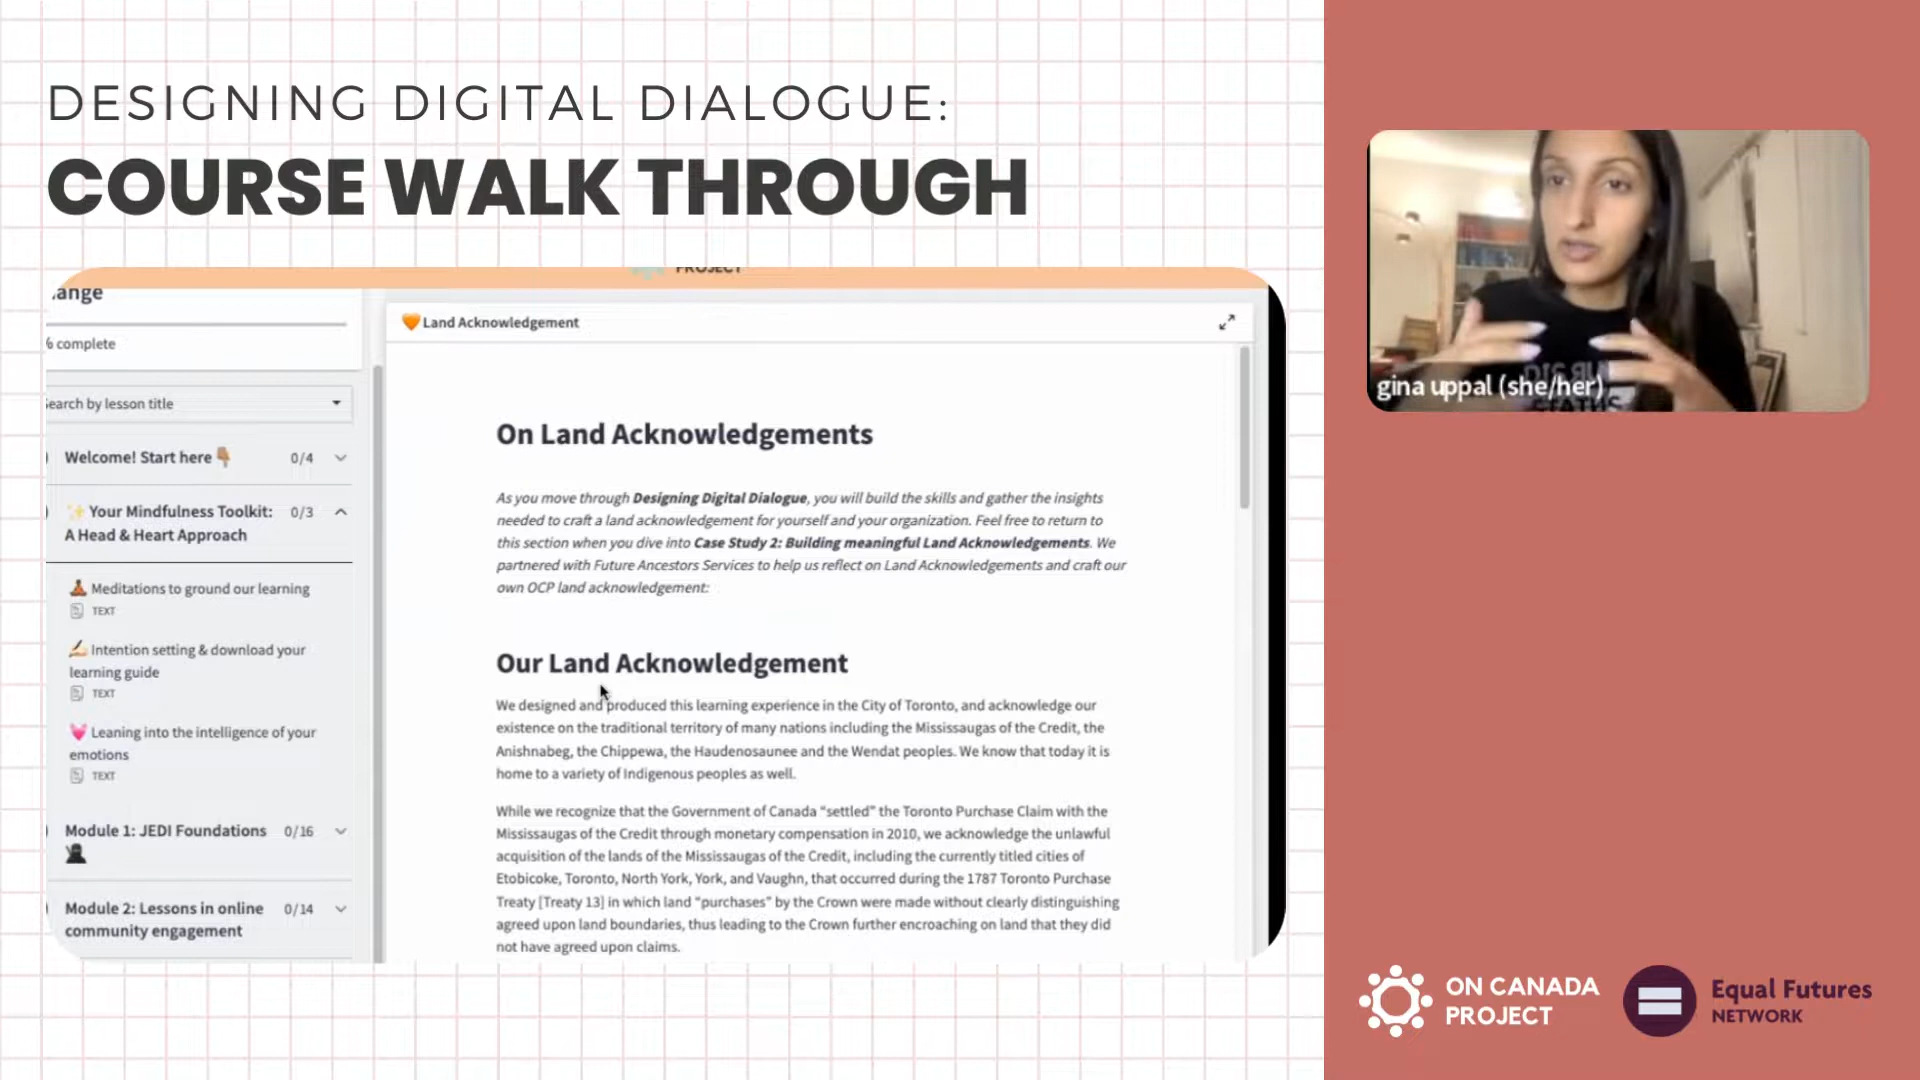 DESIGNING DIGITAL DIALOGUE:
COURSE WALK THROUGH
PROJECT
ange
% complete
Search by lesson title
Welcome! Start here 0/4
Your Mindfulness Toolkit: 0/3
A Head & Heart Approach
Meditations to ground our learning
TEXT
Intention setting & download your
learning guide
TEXT
Leaning into the intelligence of your
emotions
TEXT
Module 1: JEDI Foundations 0/16
Module 2: Lessons in online 0/14
community engagement
Land Acknowledgement
On Land Acknowledgements
As you move through Designing Digital Dialogue, you will build the skills and gather the insights
needed to craft a land acknowledgement for yourself and your organization. Feel free to return to
this section when you dive into Case Study 2: Building meaningful Land Acknowledgements. We
partnered with Future Ancestors Services to help us reflect on Land Acknowledgements and craft our
own OCP land acknowledgement:
Our Land Acknowledgement
We designed and produced this learning experience in the City of Toronto, and acknowledge our
existence on the traditional territory of many nations including the Mississaugas of the Credit, the
Anishnabeg, the Chippewa, the Haudenosaunee and the Wendat peoples. We know that today it is
home to a variety of Indigenous peoples as well.
While we recognize that the Government of Canada “settled” the Toronto Purchase Claim with the
Mississaugas of the Credit through monetary compensation in 2010, we acknowledge the unlawful
acquisition of the lands of the Mississaugas of the Credit, including the currently titled cities of
Etobicoke, Toronto, North York, York, and Vaughn, that occurred during the 1787 Toronto Purchase
Treaty [Treaty 13] in which land “purchases” by the Crown were made without clearly distinguishing
agreed upon land boundaries, thus leading to the Crown further encroaching on land that they did
not have agreed upon claims.
gina uppal (she/her)
ON CANADA
PROJECT
Equal Futures
NETWORK